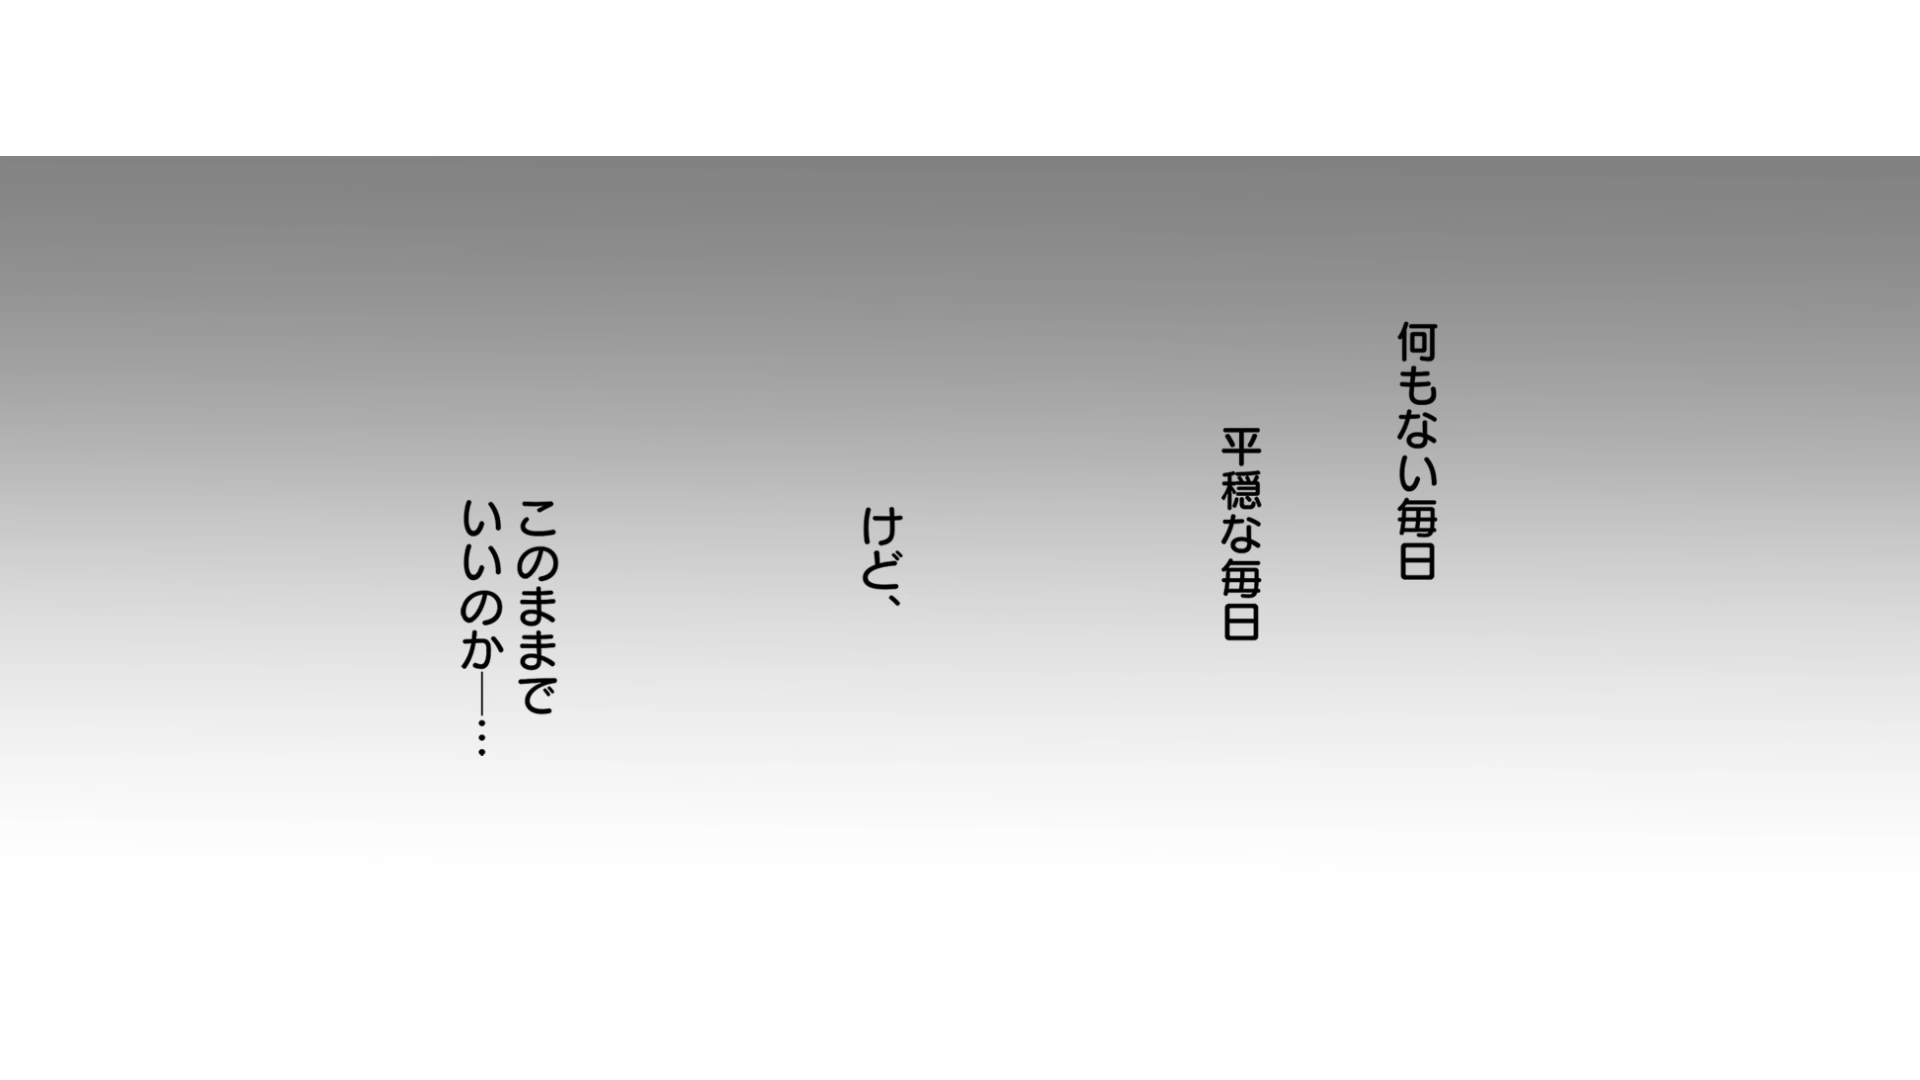 何もない毎日
平穏な毎日
けど、
このままで
いいのか―…